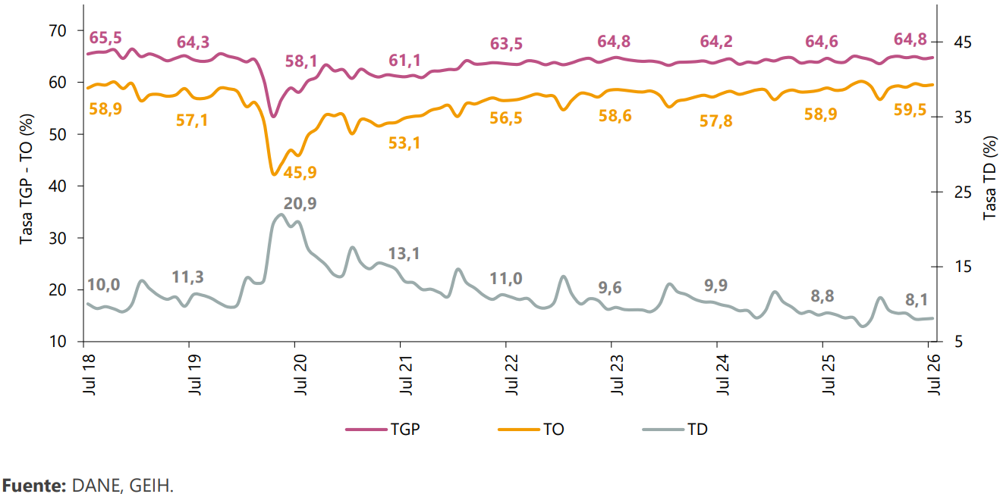 70
60
50
40
30
20
10
Tasa TGP - TO (%)
45
35
25
15
5
Tasa TD (%)
65,5
64,3
58,1
61,1
63,5
64,8
64,2
64,6
64,8
58,9
57,1
45,9
53,1
56,5
58,6
57,8
58,9
59,5
10,0
11,3
20,9
13,1
11,0
9,6
9,9
8,8
8,1
Jul 18
Jul 19
Jul 20
Jul 21
Jul 22
Jul 23
Jul 24
Jul 25
Jul 26
TGP
TO
TD
Fuente: DANE, GEIH.